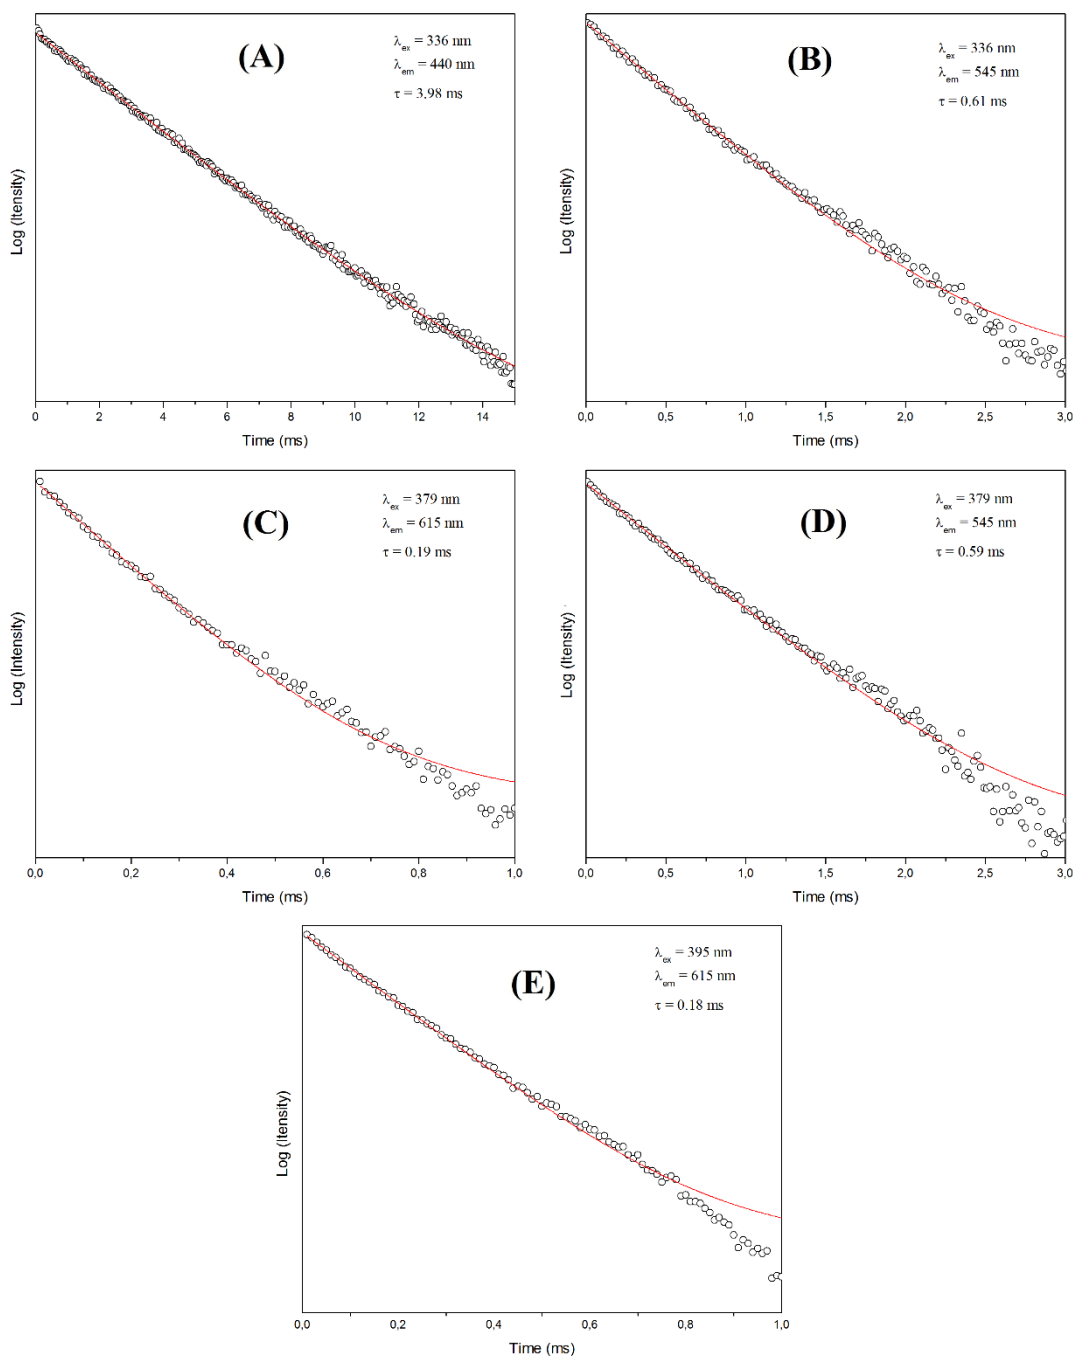 (A)
λex = 336 nm
λem = 440 nm
τ = 3,98 ms
Log (Itensity)
0 2 4 6 8 10 12 14
Time (ms)
(B)
λex = 336 nm
λem = 545 nm
τ = 0,61 ms
Log (Itensity)
0,0 0,5 1,0 1,5 2,0 2,5 3,0
Time (ms)
(C)
λex = 379 nm
λem = 615 nm
τ = 0.19 ms
Log (Intensity)
0,0 0,2 0,4 0,6 0,8 1,0
Time (ms)
(D)
λex = 379 nm
λem = 545 nm
τ = 0.59 ms
Log (Itensity)
0,0 0,5 1,0 1,5 2,0 2,5 3,0
Time (ms)
(E)
λex = 395 nm
λem = 615 nm
τ = 0.18 ms
Log (Itensity)
0,0 0,2 0,4 0,6 0,8 1,0
Time (ms)